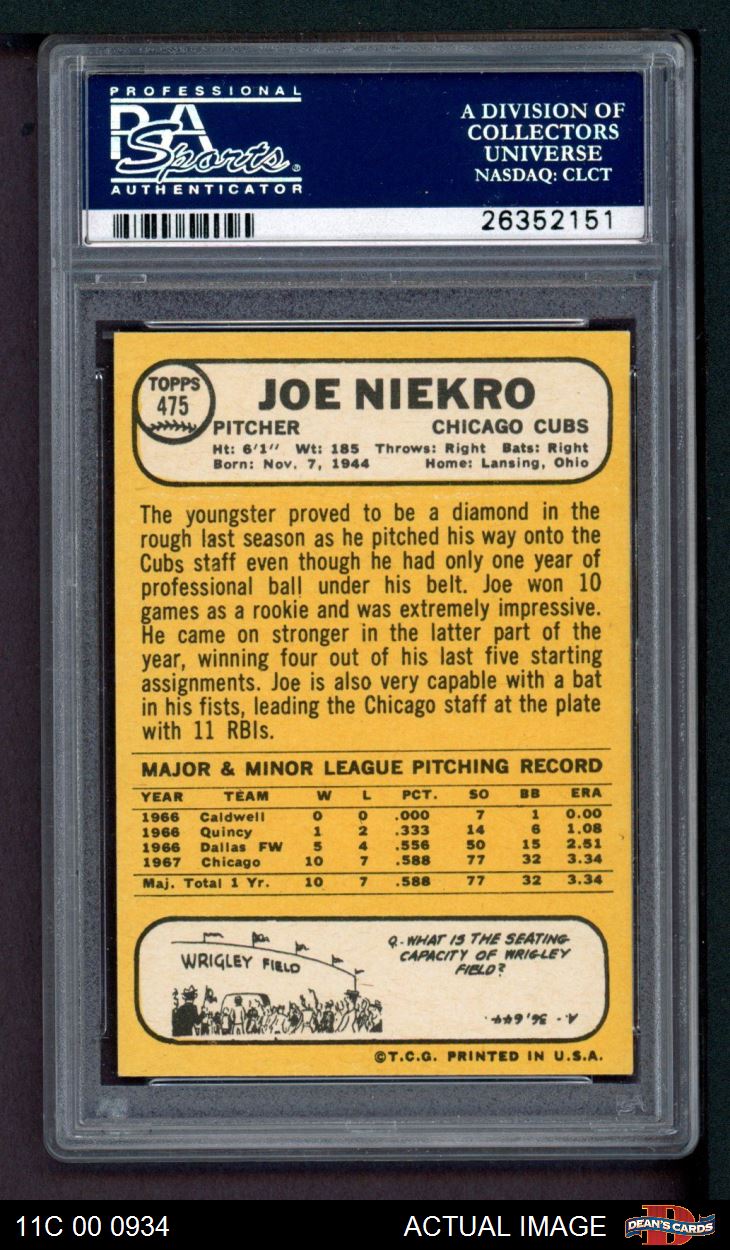 PROFESSIONAL
PSA
Sports
AUTHENTICATOR
A DIVISION OF
COLLECTORS
UNIVERSE
NASDAQ: CLCT
26352151
TOPPS
475
JOE NIEKRO
PITCHER CHICAGO CUBS
Ht: 6'1" Wt: 185 Throws: Right Bats: Right
Born: Nov. 7, 1944 Home: Lansing, Ohio
The youngster proved to be a diamond in the
rough last season as he pitched his way onto the
Cubs staff even though he had only one year of
professional ball under his belt. Joe won 10
games as a rookie and was extremely impressive.
He came on stronger in the latter part of the
year, winning four out of his last five starting
assignments. Joe is also very capable with a bat
in his fists, leading the Chicago staff at the plate
with 11 RBIs.
MAJOR & MINOR LEAGUE PITCHING RECORD
YEAR TEAM W L PCT. SO BB ERA
1966 Caldwell 0 0 .000 7 1 0.00
1966 Quincy 1 2 .333 14 6 1.08
1966 Dallas FW 5 4 .556 50 15 2.51
1967 Chicago 10 7 .588 77 32 3.34
Maj. Total 1 Yr. 10 7 .588 77 32 3.34
WRIGLEY FIELD
Q.-WHAT IS THE SEATING
CAPACITY OF WRIGLEY
FIELD?
A.- 36,644.
©T.C.G. PRINTED IN U.S.A.
11C 00 0934 ACTUAL IMAGE
DEAN'S CARDS